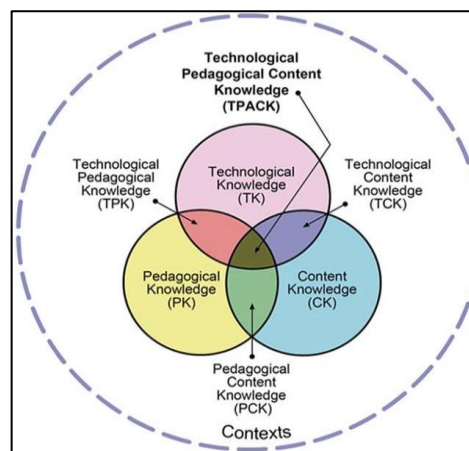 Technological
Pedagogical Content
Knowledge
(TPACK)
Technological
Pedagogical
Knowledge
(TPK)
Technological
Knowledge
(TK)
Technological
Content
Knowledge
(TCK)
Pedagogical
Knowledge
(PK)
Content
Knowledge
(CK)
Pedagogical
Content
Knowledge
(PCK)
Contexts